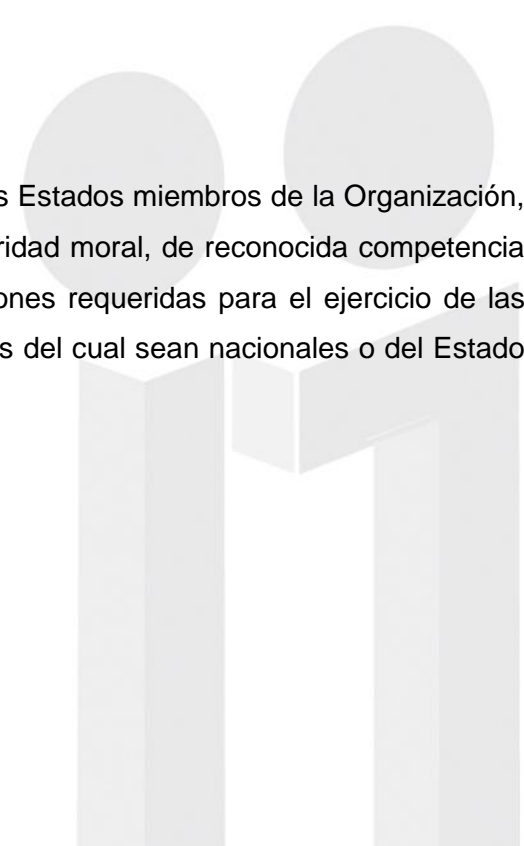 s Estados miembros de la Organización,
ridad moral, de reconocida competencia
ones requeridas para el ejercicio de las
s del cual sean nacionales o del Estado